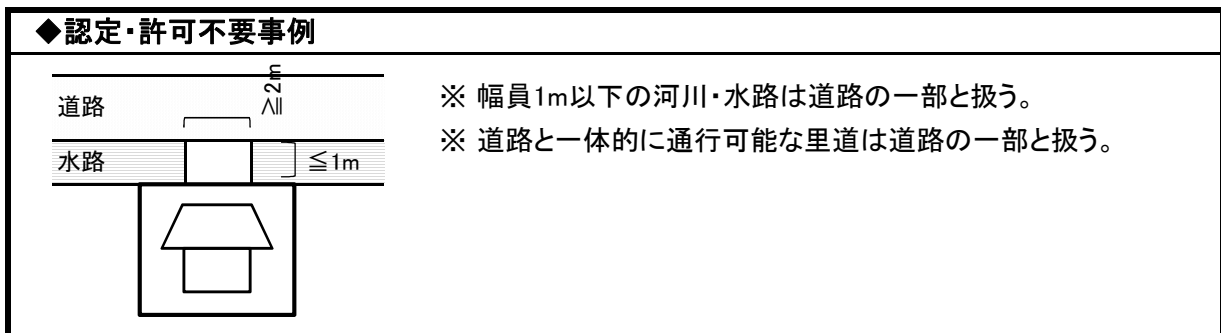 ◆認定・許可不要事例
道路
≧2m
水路
≦1m
※ 幅員1m以下の河川・水路は道路の一部と扱う。
※ 道路と一体的に通行可能な里道は道路の一部と扱う。